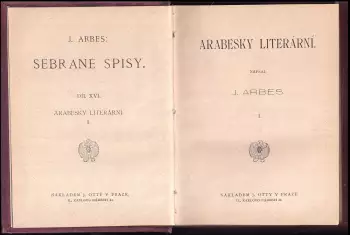 J. ARBES:
SEBRANÉ SPISY.
DÍL XVI.
ARABESKY LITERÁRNÍ.
I.
NÁKLADEM J. OTTY V PRAZE,
ARABESKY LITERÁRNÍ.
NAPSAL
J. ARBES.
I.
NÁKLADEM J. OTTY V PRAZE,